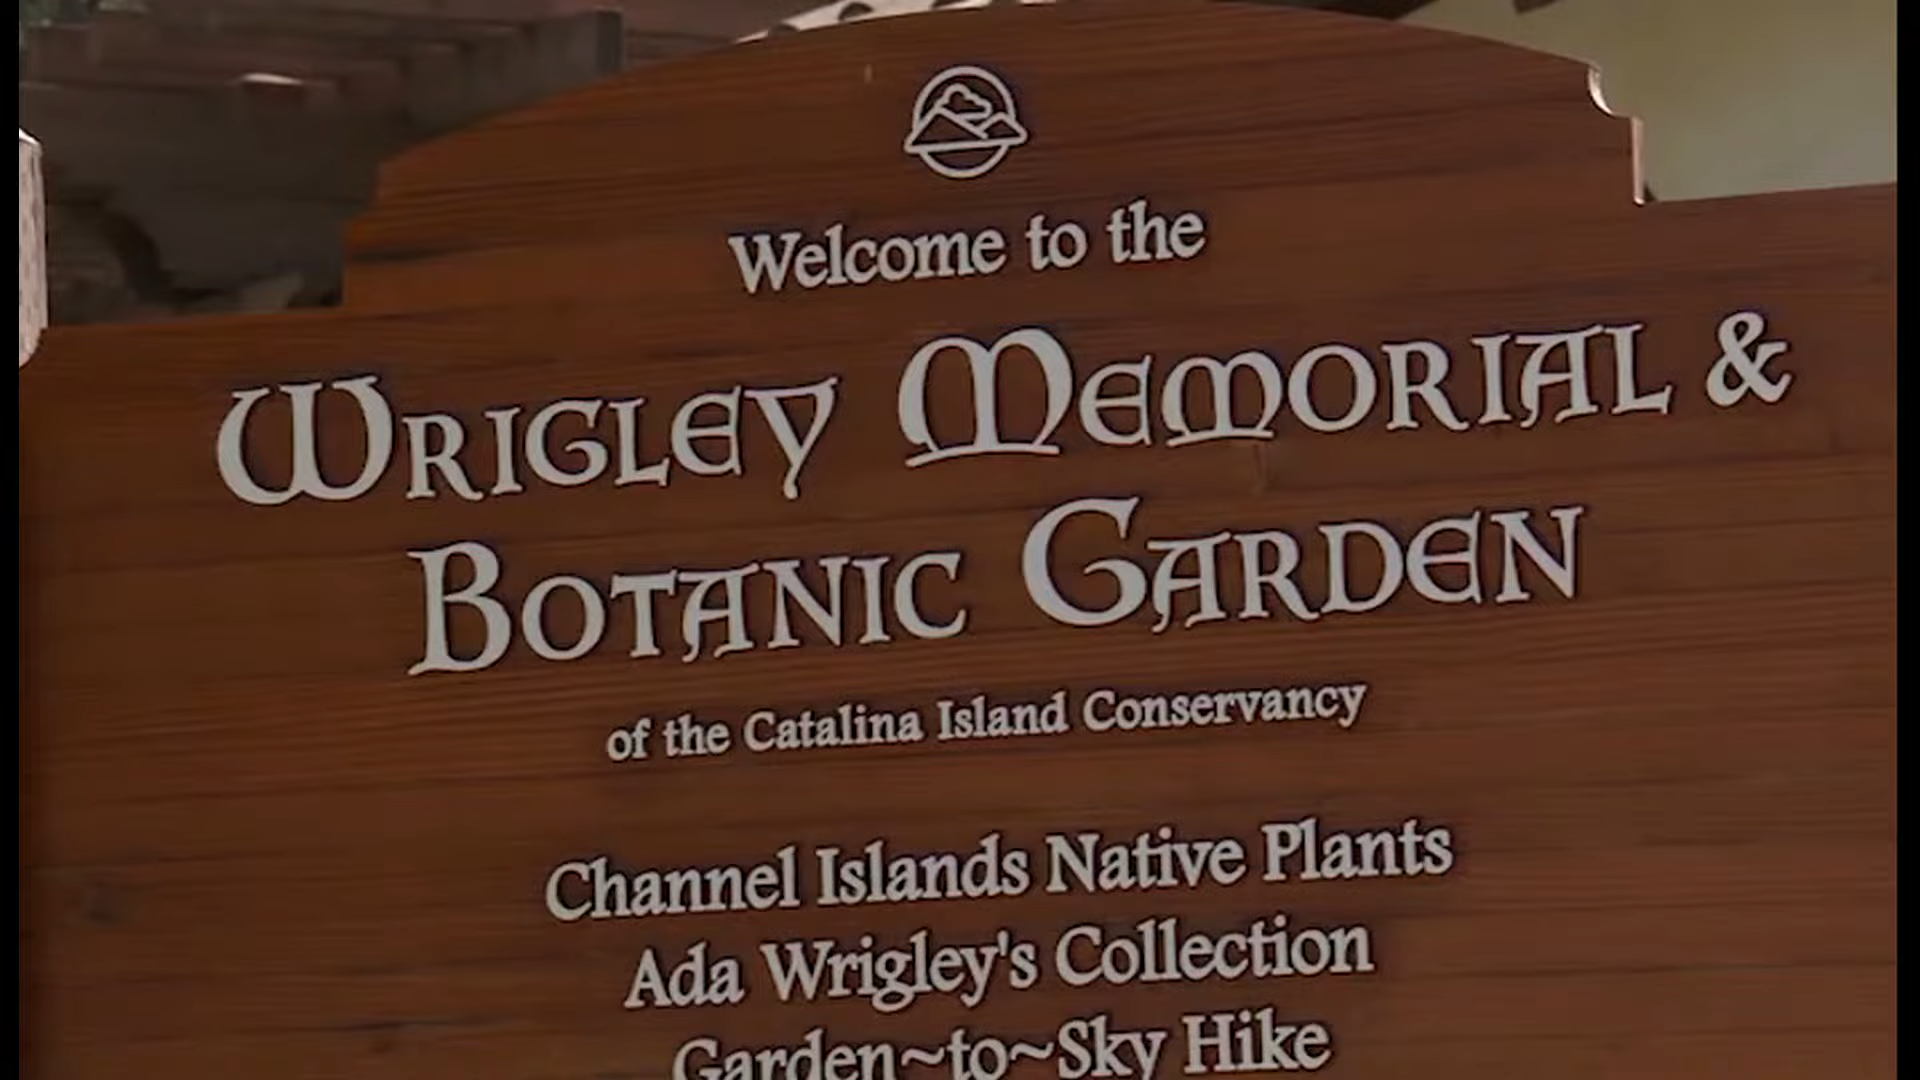 Welcome to the
Wrigley Memorial &
Botanic Garden
of the Catalina Island Conservancy
Channel Islands Native Plants
Ada Wrigley's Collection
Garden~to~Sky Hike